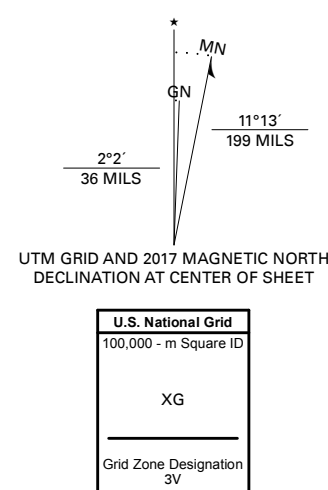 ★
MN
GN
11°13´
199 MILS
2°2´
36 MILS
UTM GRID AND 2017 MAGNETIC NORTH
DECLINATION AT CENTER OF SHEET
U.S. National Grid
100,000 - m Square ID
XG
Grid Zone Designation
3V